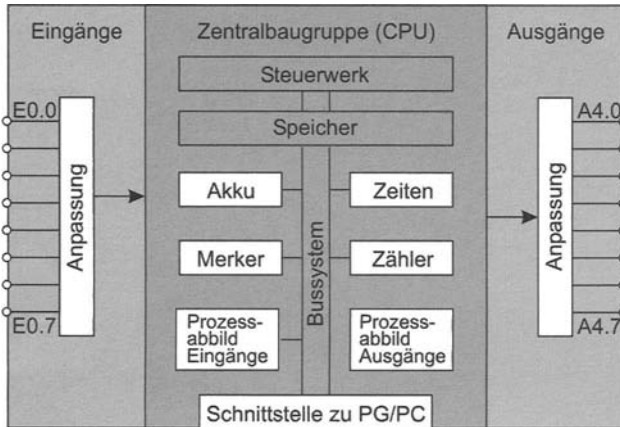 Eingänge
Zentralbaugruppe (CPU)
Ausgänge
Steuerwerk
Speicher
E0.0
A4.0
Anpassung
Akku
Zeiten
Anpassung
Merker
Zähler
Bussystem
Prozess-
abbild
Eingänge
Prozess-
abbild
Ausgänge
E0.7
A4.7
Schnittstelle zu PG/PC